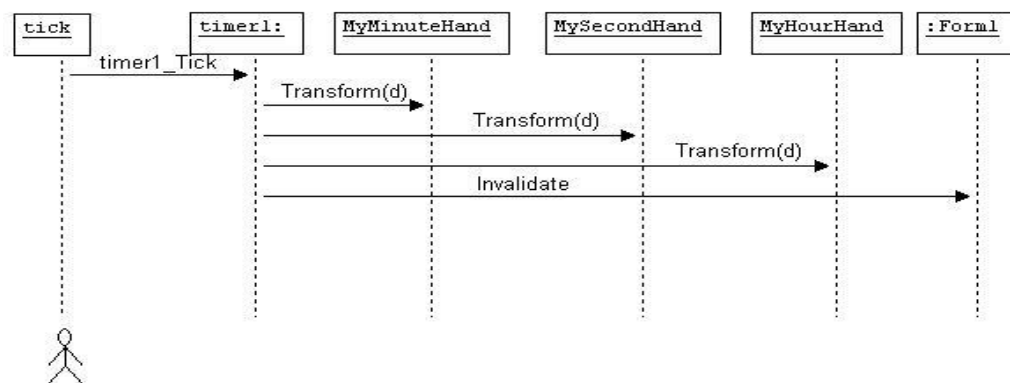 tick
timer1:
MyMinuteHand
MySecondHand
MyHourHand
:Form1
timer1_Tick
Transform(d)
Transform(d)
Transform(d)
Invalidate